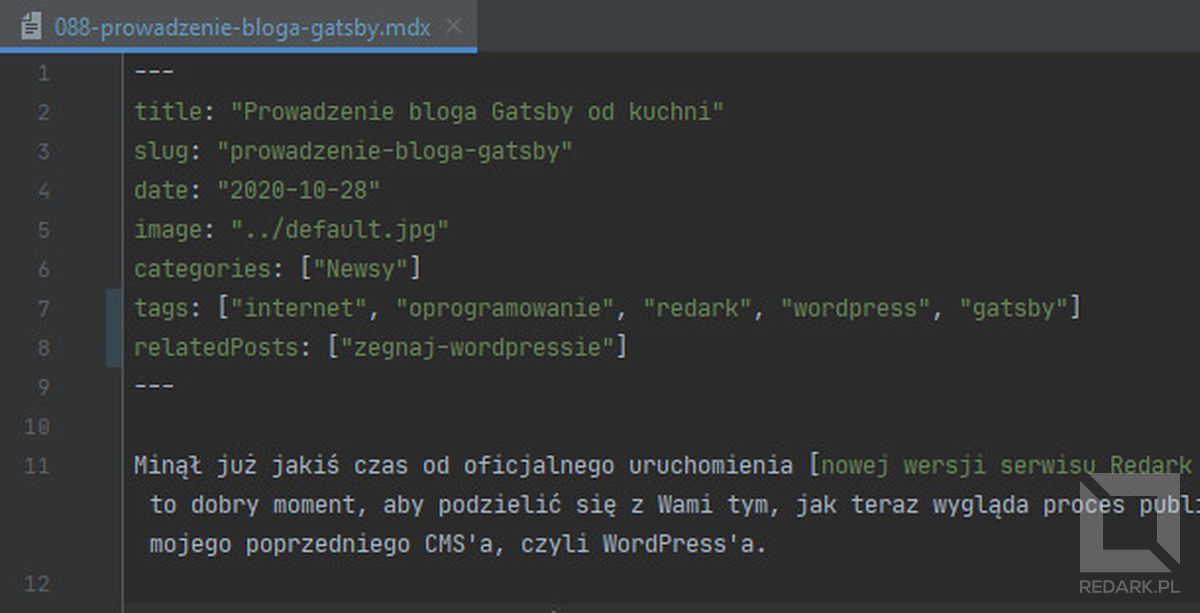 088-prowadzenie-bloga-gatsby.mdx
1 ---
2 title: "Prowadzenie bloga Gatsby od kuchni"
3 slug: "prowadzenie-bloga-gatsby"
4 date: "2020-10-28"
5 image: "../default.jpg"
6 categories: ["Newsy"]
7 tags: ["internet", "oprogramowanie", "redark", "wordpress", "gatsby"]
8 relatedPosts: ["zegnaj-wordpressie"]
9 ---
10
11 Minął już jakiś czas od oficjalnego uruchomienia [nowej wersji serwisu Redark
to dobry moment, aby podzielić się z Wami tym, jak teraz wygląda proces publi
mojego poprzedniego CMS'a, czyli WordPress'a.
12
REDARK.PL